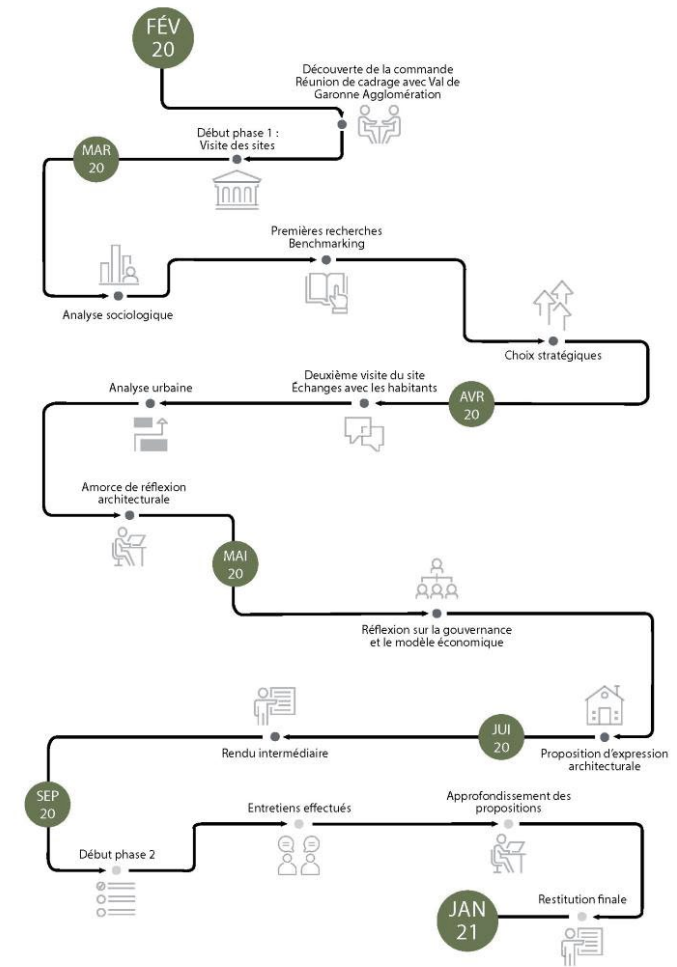 FÉV
20
Découverte de la commande
Réunion de cadrage avec Val de
Garonne Agglomération
Début phase 1 :
Visite des sites
MAR
20
Analyse sociologique
Premières recherches
Benchmarking
Choix stratégiques
AVR
20
Deuxième visite du site
Échanges avec les habitants
Analyse urbaine
Amorce de réflexion
architecturale
MAI
20
Réflexion sur la gouvernance
et le modèle économique
Proposition d'expression
architecturale
JUI
20
Rendu intermédiaire
SEP
20
Début phase 2
Entretiens effectués
Approfondissement des
propositions
Restitution finale
JAN
21